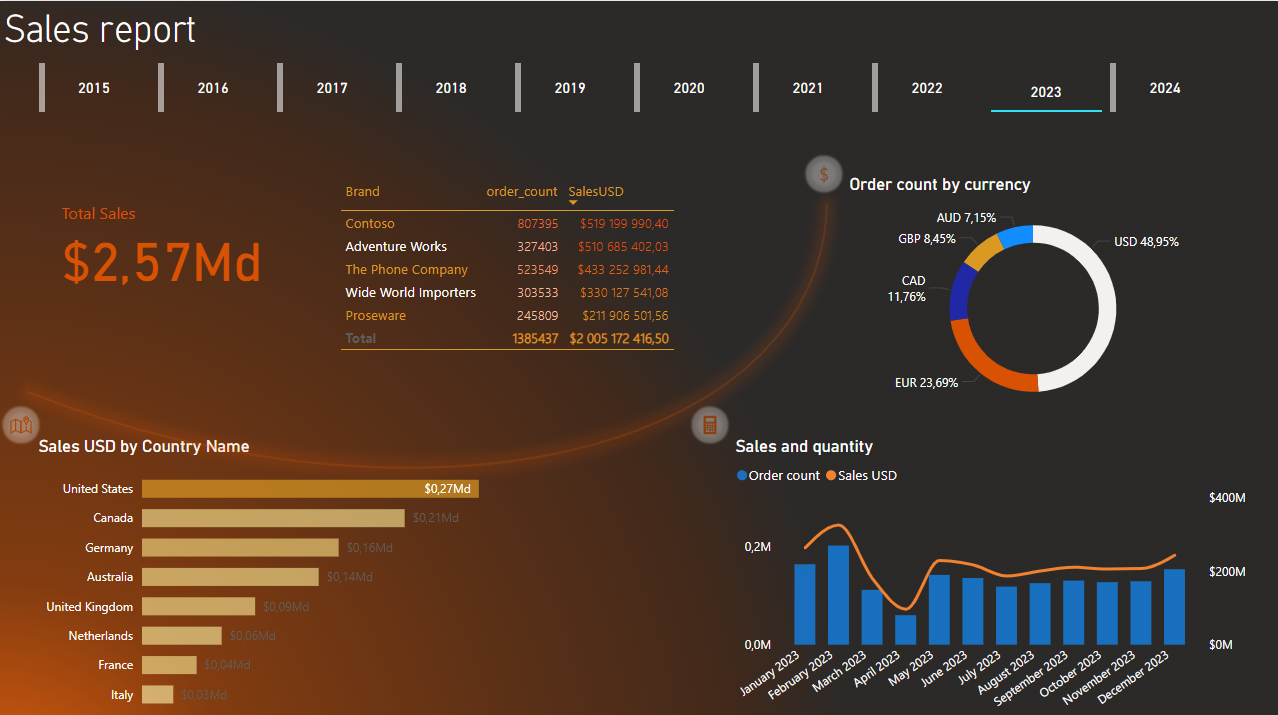 Sales report
2015 2016 2017 2018 2019 2020 2021 2022 2023 2024
Total Sales
$2,57Md
Brand order_count SalesUSD
Contoso 807395 $519 199 990,40
Adventure Works 327403 $510 685 402,03
The Phone Company 523549 $433 252 981,44
Wide World Importers 303533 $330 127 541,08
Proseware 245809 $211 906 501,56
Total 1385437 $2 005 172 416,50
$
Order count by currency
AUD 7,15%
GBP 8,45%
USD 48,95%
CAD
11,76%
EUR 23,69%
Sales USD by Country Name
United States $0,27Md
Canada $0,21Md
Germany $0,16Md
Australia $0,14Md
United Kingdom $0,09Md
Netherlands $0,06Md
France $0,04Md
Italy $0,03Md
Sales and quantity
Order count Sales USD
$400M
0,2M
$200M
0,0M
$0M
January 2023
February 2023
March 2023
April 2023
May 2023
June 2023
July 2023
August 2023
September 2023
October 2023
November 2023
December 2023